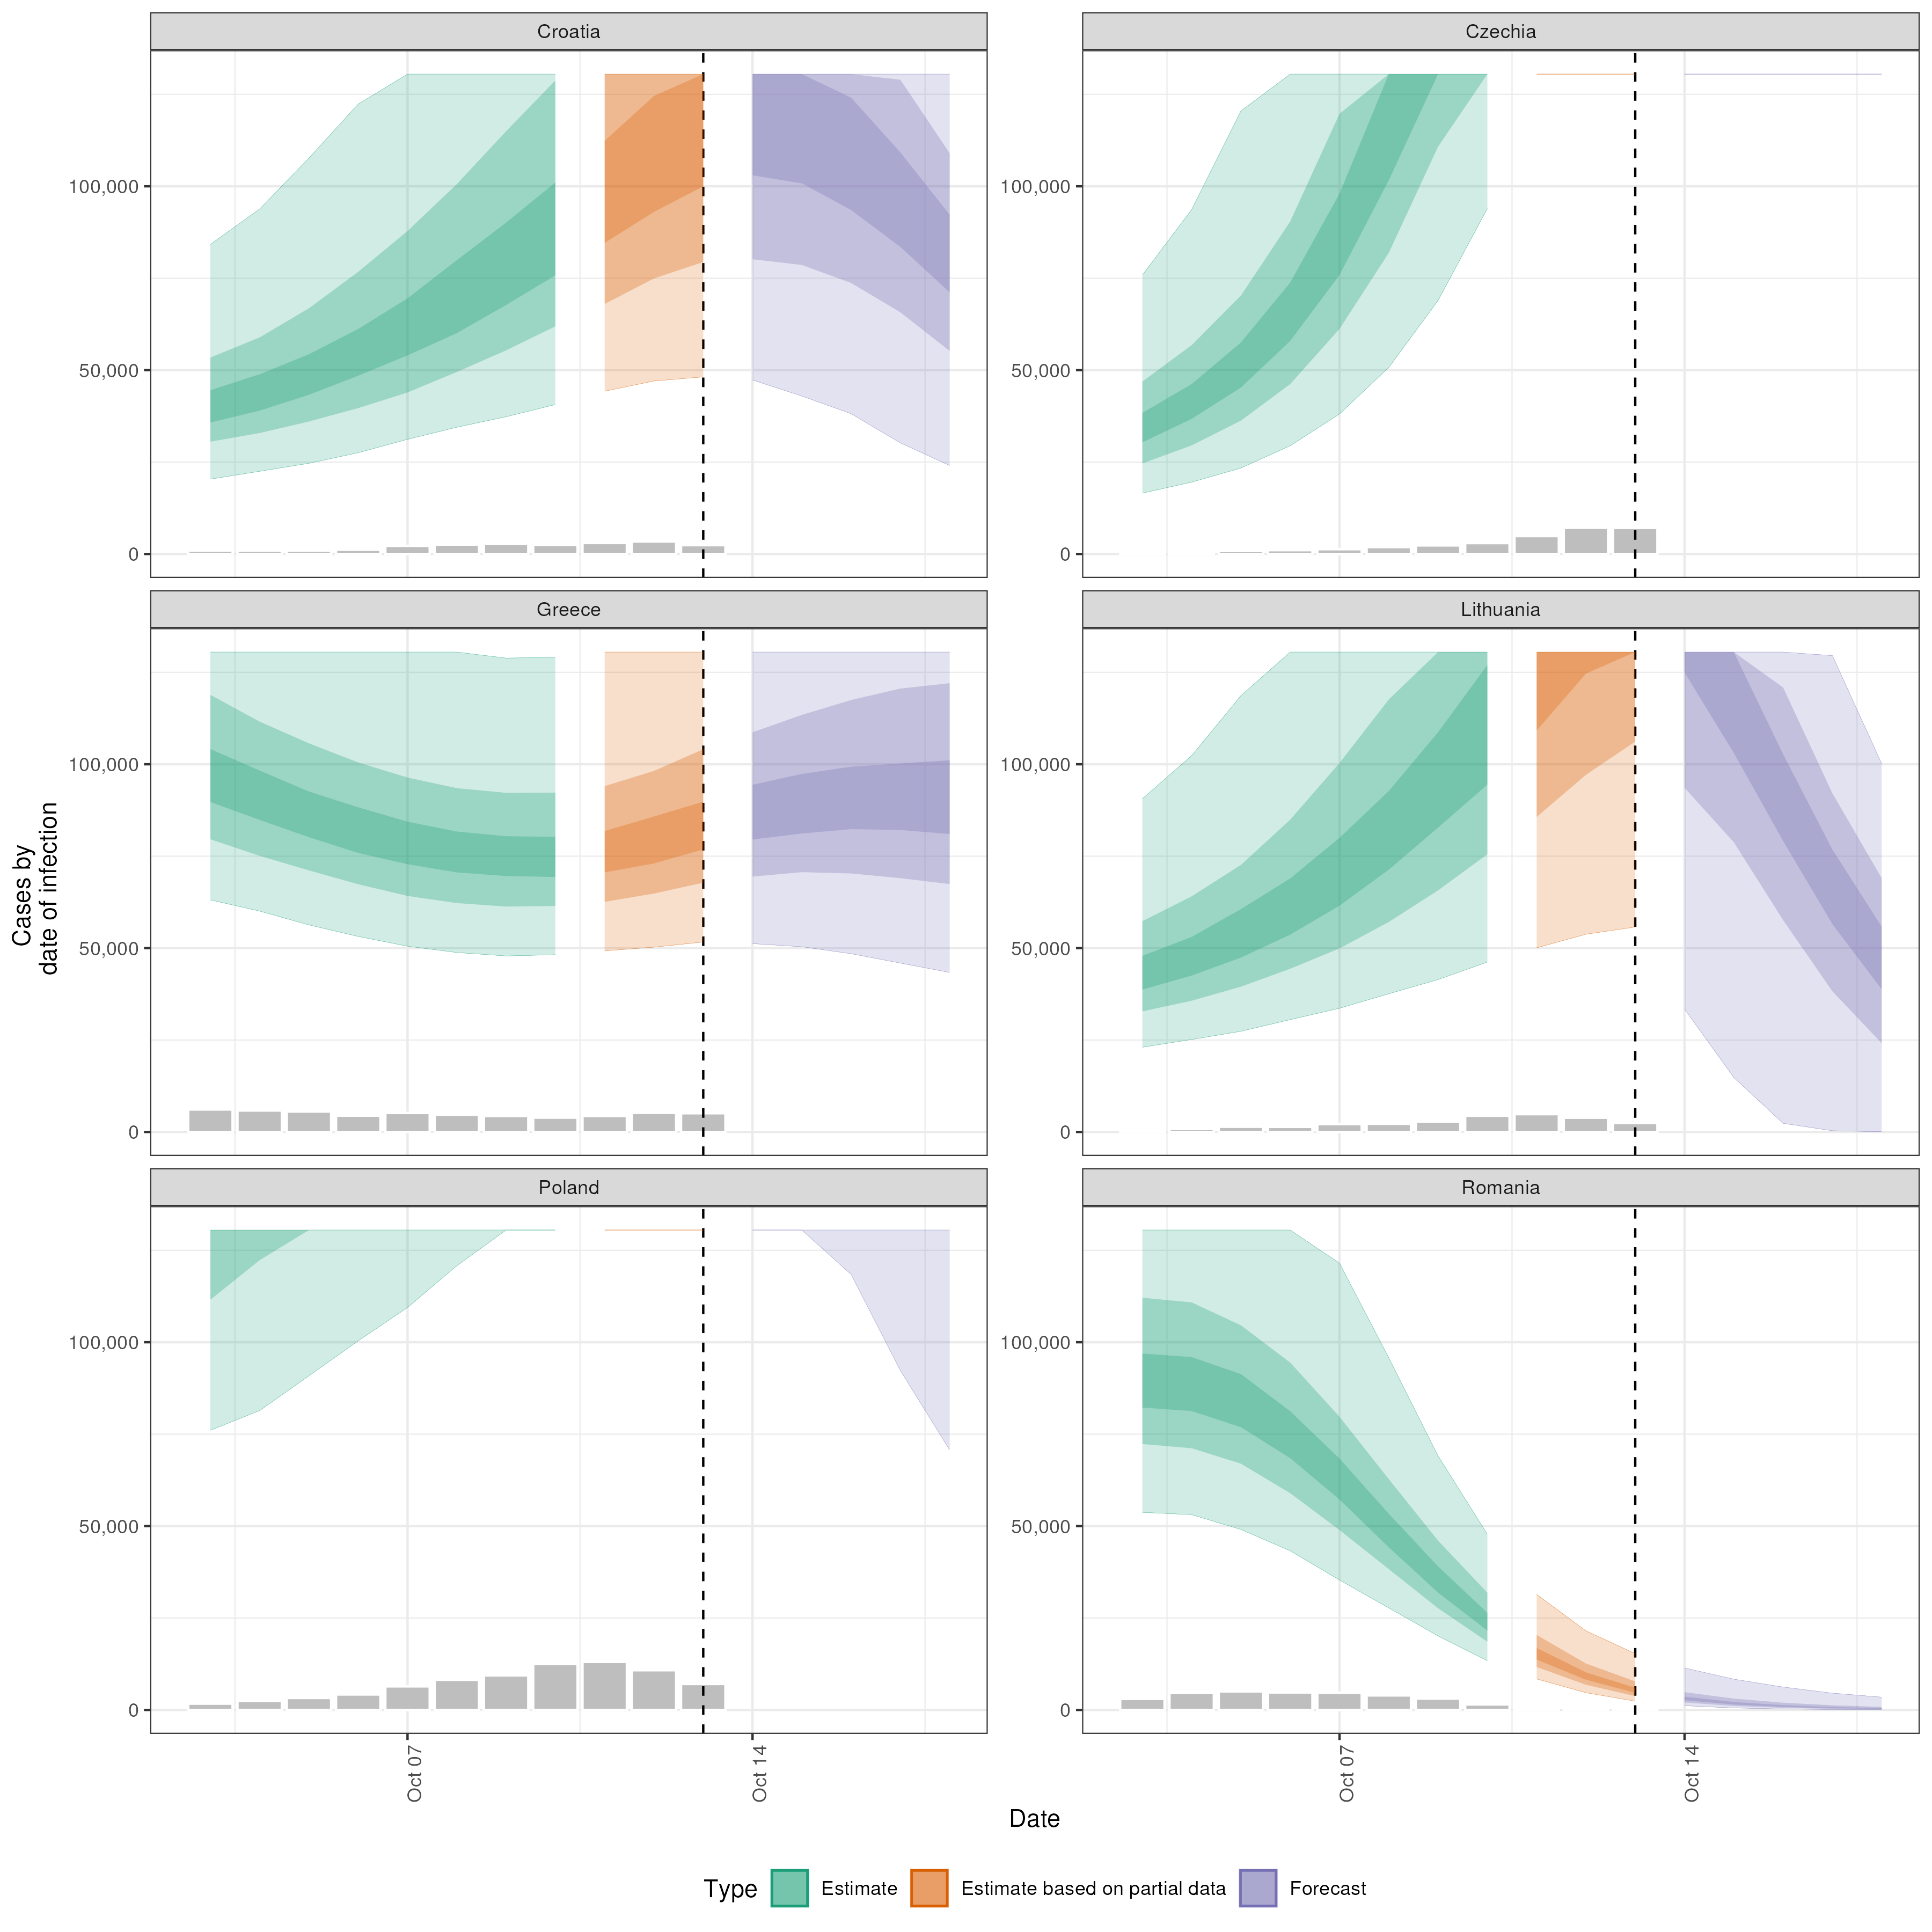 Croatia
Czechia
100,000
50,000
0
100,000
50,000
0
Greece
Lithuania
100,000
50,000
0
100,000
50,000
0
Poland
Romania
100,000
50,000
0
100,000
50,000
0
Cases by
date of infection
Oct 07
Oct 14
Oct 07
Oct 14
Date
Type
Estimate
Estimate based on partial data
Forecast